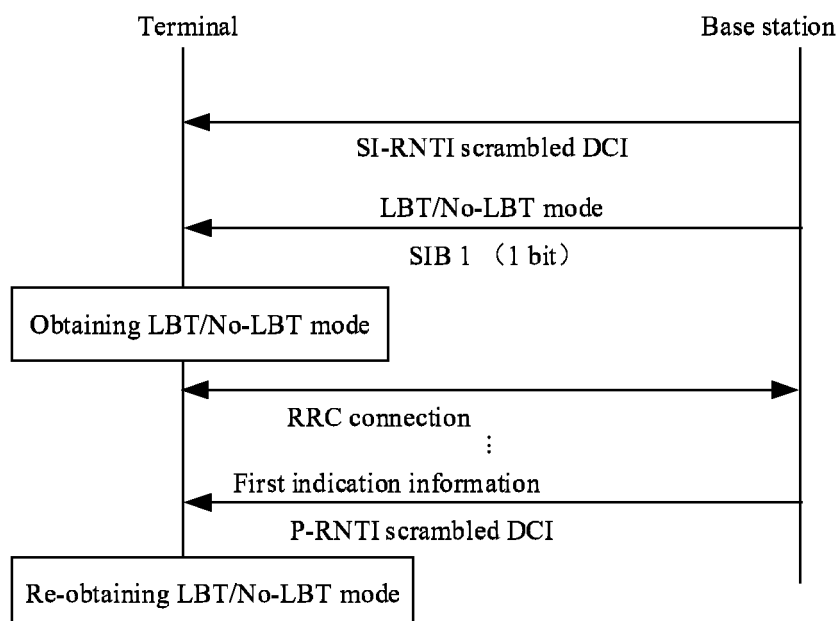 Terminal
Base station
SI-RNTI scrambled DCI
LBT/No-LBT mode
SIB 1 （1 bit）
Obtaining LBT/No-LBT mode
RRC connection
⋮
First indication information
P-RNTI scrambled DCI
Re-obtaining LBT/No-LBT mode